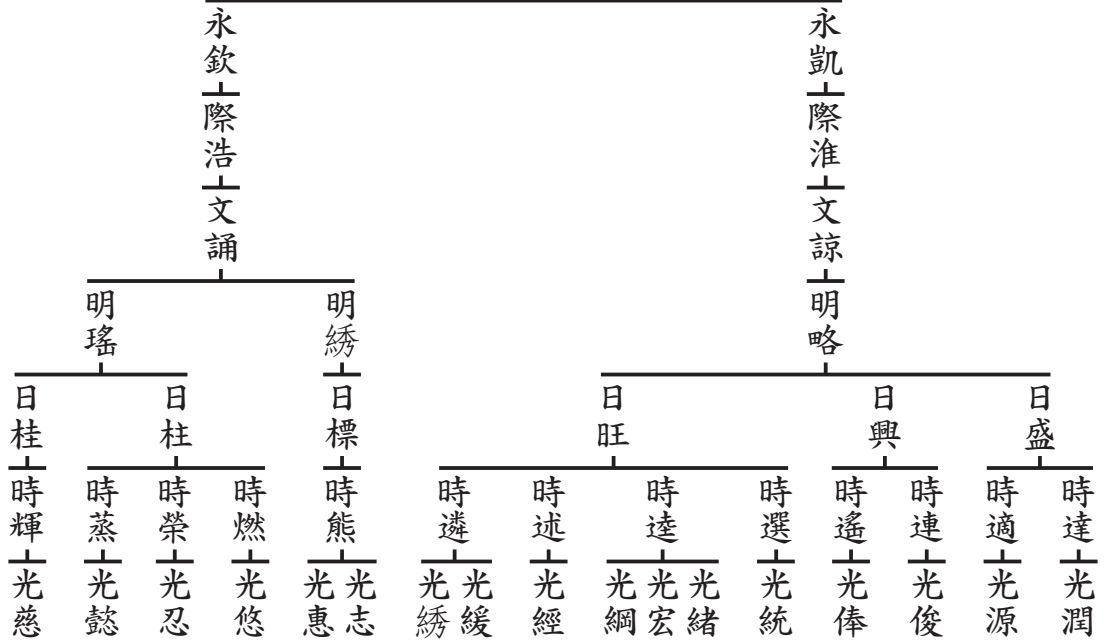 永欽 永凱
際浩 際淮
文誦 文諒
明瑤 明綉 明略
日桂 日柱 日標 日旺 日興 日盛
時輝 時蒸 時榮 時燃 時熊 時遴 時述 時逵 時選 時遙 時連 時適 時達
光慈 光懿 光忍 光悠 光惠 光志 光綉 光緩 光經 光綱 光宏 光緒 光統 光俸 光俊 光源 光潤